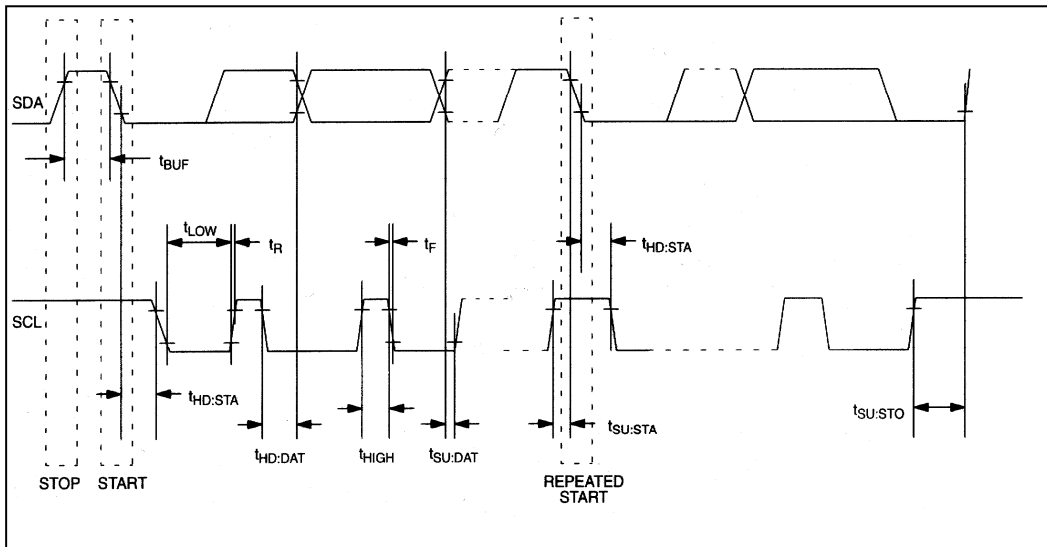 SDA
tBUF
tLOW
tR
tF
tHD:STA
SCL
tHD:STA
tSU:STA
tSU:STO
tHD:DAT
tHIGH
tSU:DAT
STOP
START
REPEATED
START